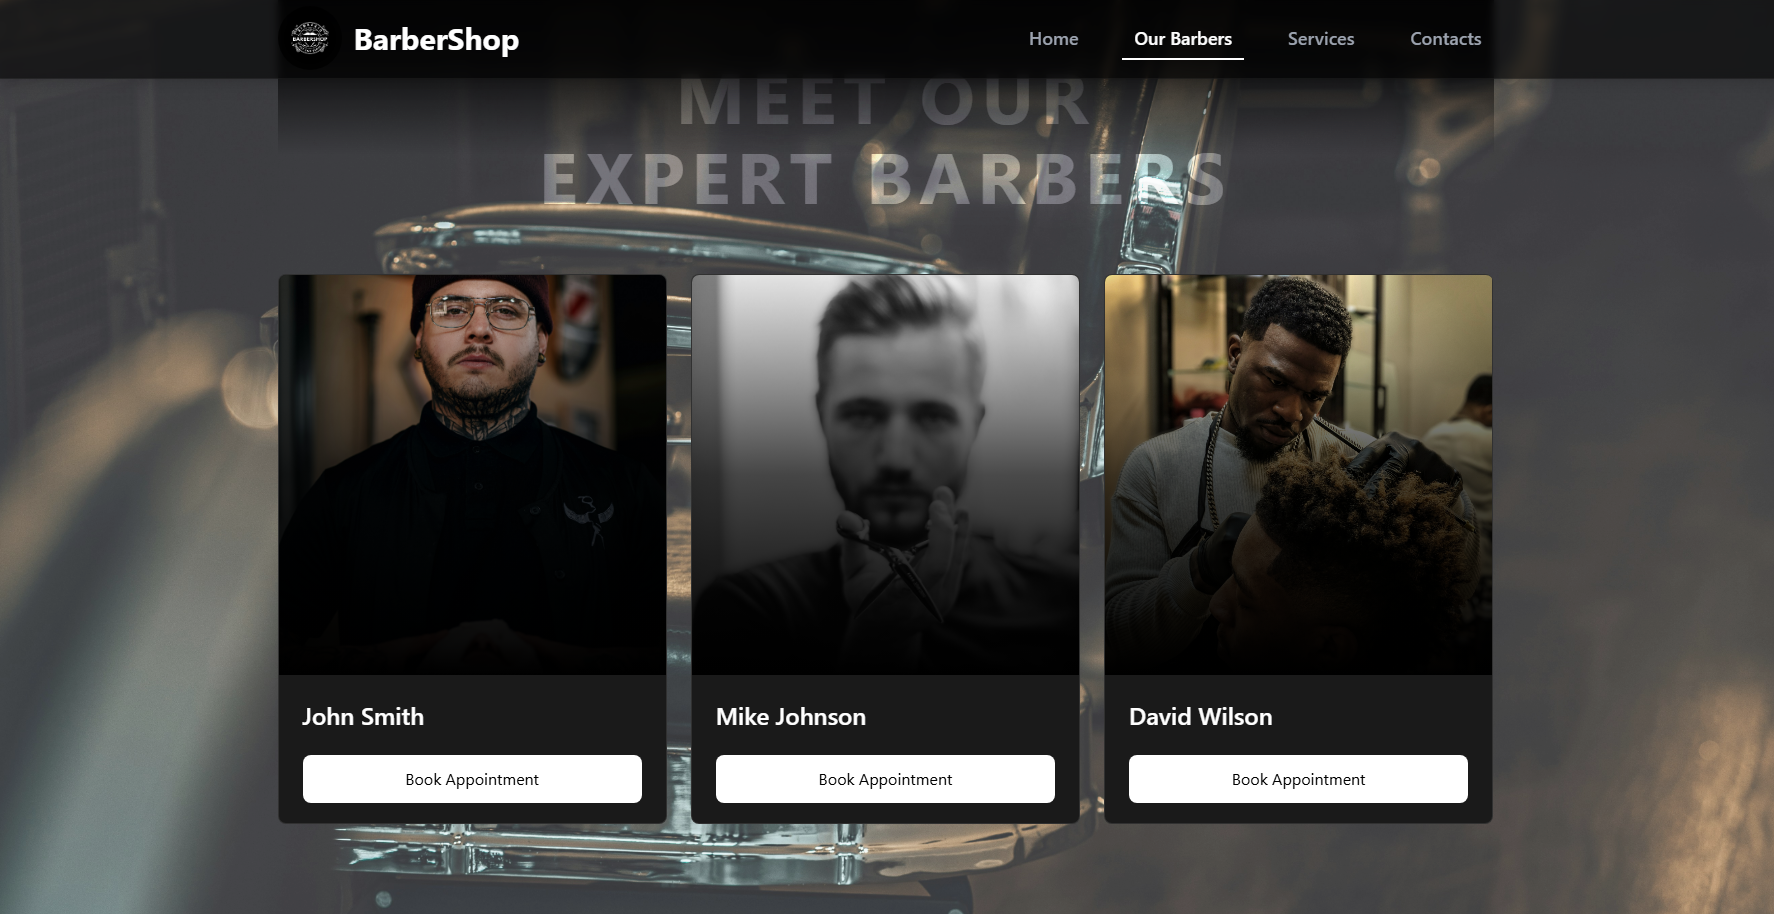 BARBERSHOP
BarberShop
Home
Our Barbers
Services
Contacts
MEET OUR
EXPERT BARBERS
John Smith
Mike Johnson
David Wilson
Book Appointment
Book Appointment
Book Appointment